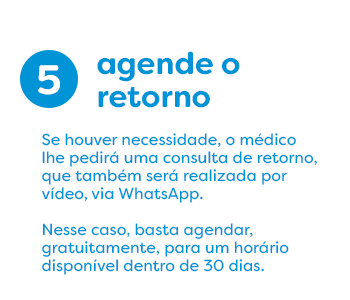 5
agende o
retorno
Se houver necessidade, o médico
lhe pedirá uma consulta de retorno,
que também será realizada por
vídeo, via WhatsApp.
Nesse caso, basta agendar,
gratuitamente, para um horário
disponível dentro de 30 dias.